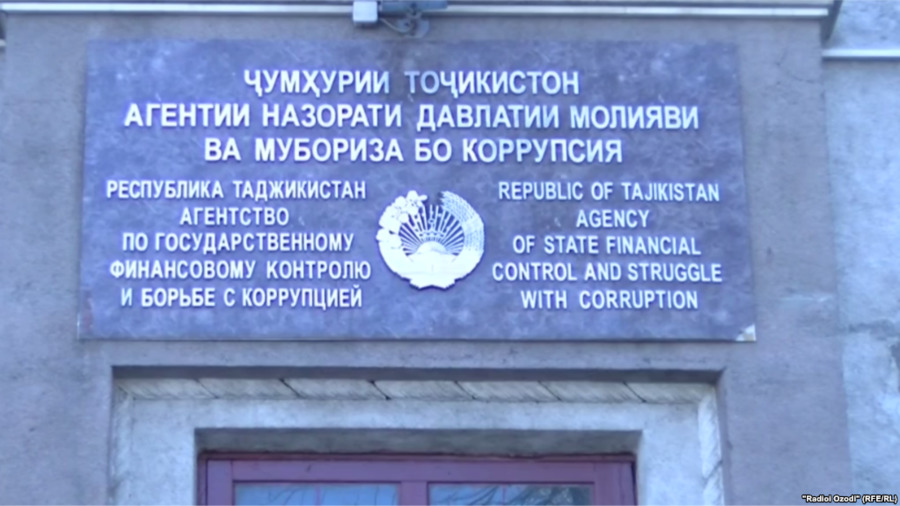 ҶУМҲУРИИ ТОҶИКИСТОН
АГЕНТИИ НАЗОРАТИ ДАВЛАТИИ МОЛИЯВИ
ВА МУБОРИЗА БО КОРРУПСИЯ
РЕСПУБЛИКА ТАДЖИКИСТАН
АГЕНТСТВО
ПО ГОСУДАРСТВЕННОМУ
ФИНАНСОВОМУ КОНТРОЛЮ
И БОРЬБЕ С КОРРУПЦИЕЙ
REPUBLIC OF TAJIKISTAN
AGENCY
OF STATE FINANCIAL
CONTROL AND STRUGGLE
WITH CORRUPTION
"Radioi Ozodi" (RFE/RL)